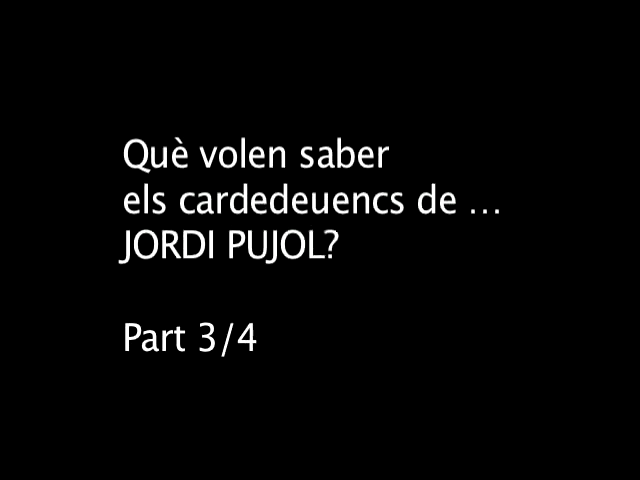 Què volen saber
els cardedeuencs de ...
JORDI PUJOL?
Part 3/4